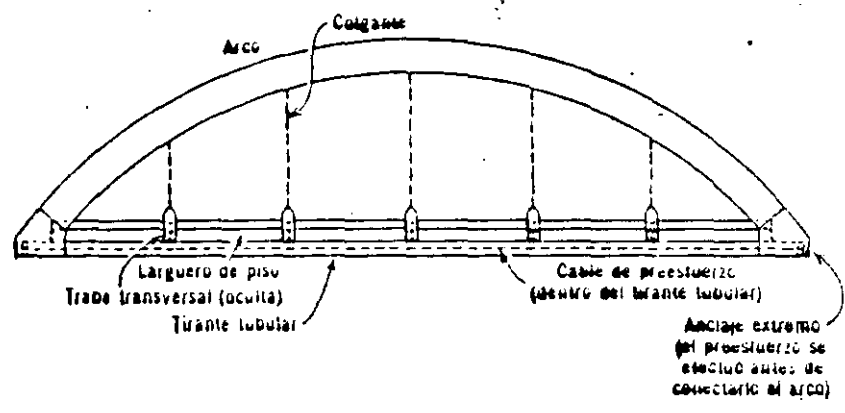 Colgante
Arco
Larguero de piso
Trabe transversal (oculta)
Tirante tubular
Cable de preesfuerzo
(dentro del tirante tubular)
Anclaje extremo
(el preesfuerzo se
efectuó antes de
conectarlo al arco)